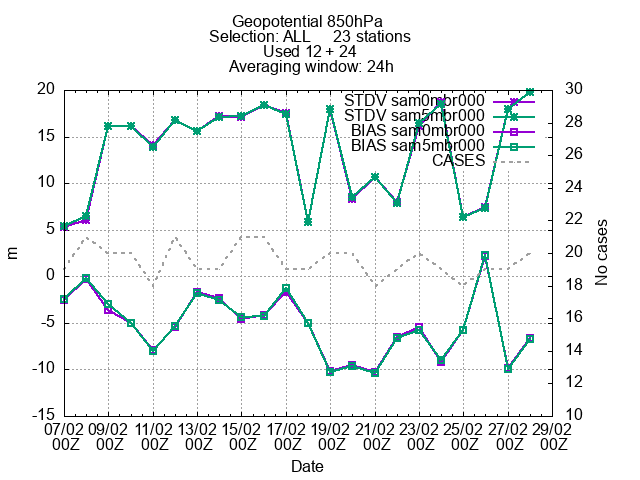 Geopotential 850hPa
Selection: ALL     23 stations
Used 12 + 24
Averaging window: 24h
20
15
10
5
0
-5
-10
-15
m
30
28
26
24
22
20
18
16
14
12
10
No cases
STDV sam0mbr000
STDV sam5mbr000
BIAS sam0mbr000
BIAS sam5mbr000
CASES
07/02 09/02 11/02 13/02 15/02 17/02 19/02 21/02 23/02 25/02 27/02 29/02
00Z 00Z 00Z 00Z 00Z 00Z 00Z 00Z 00Z 00Z 00Z 00Z
Date